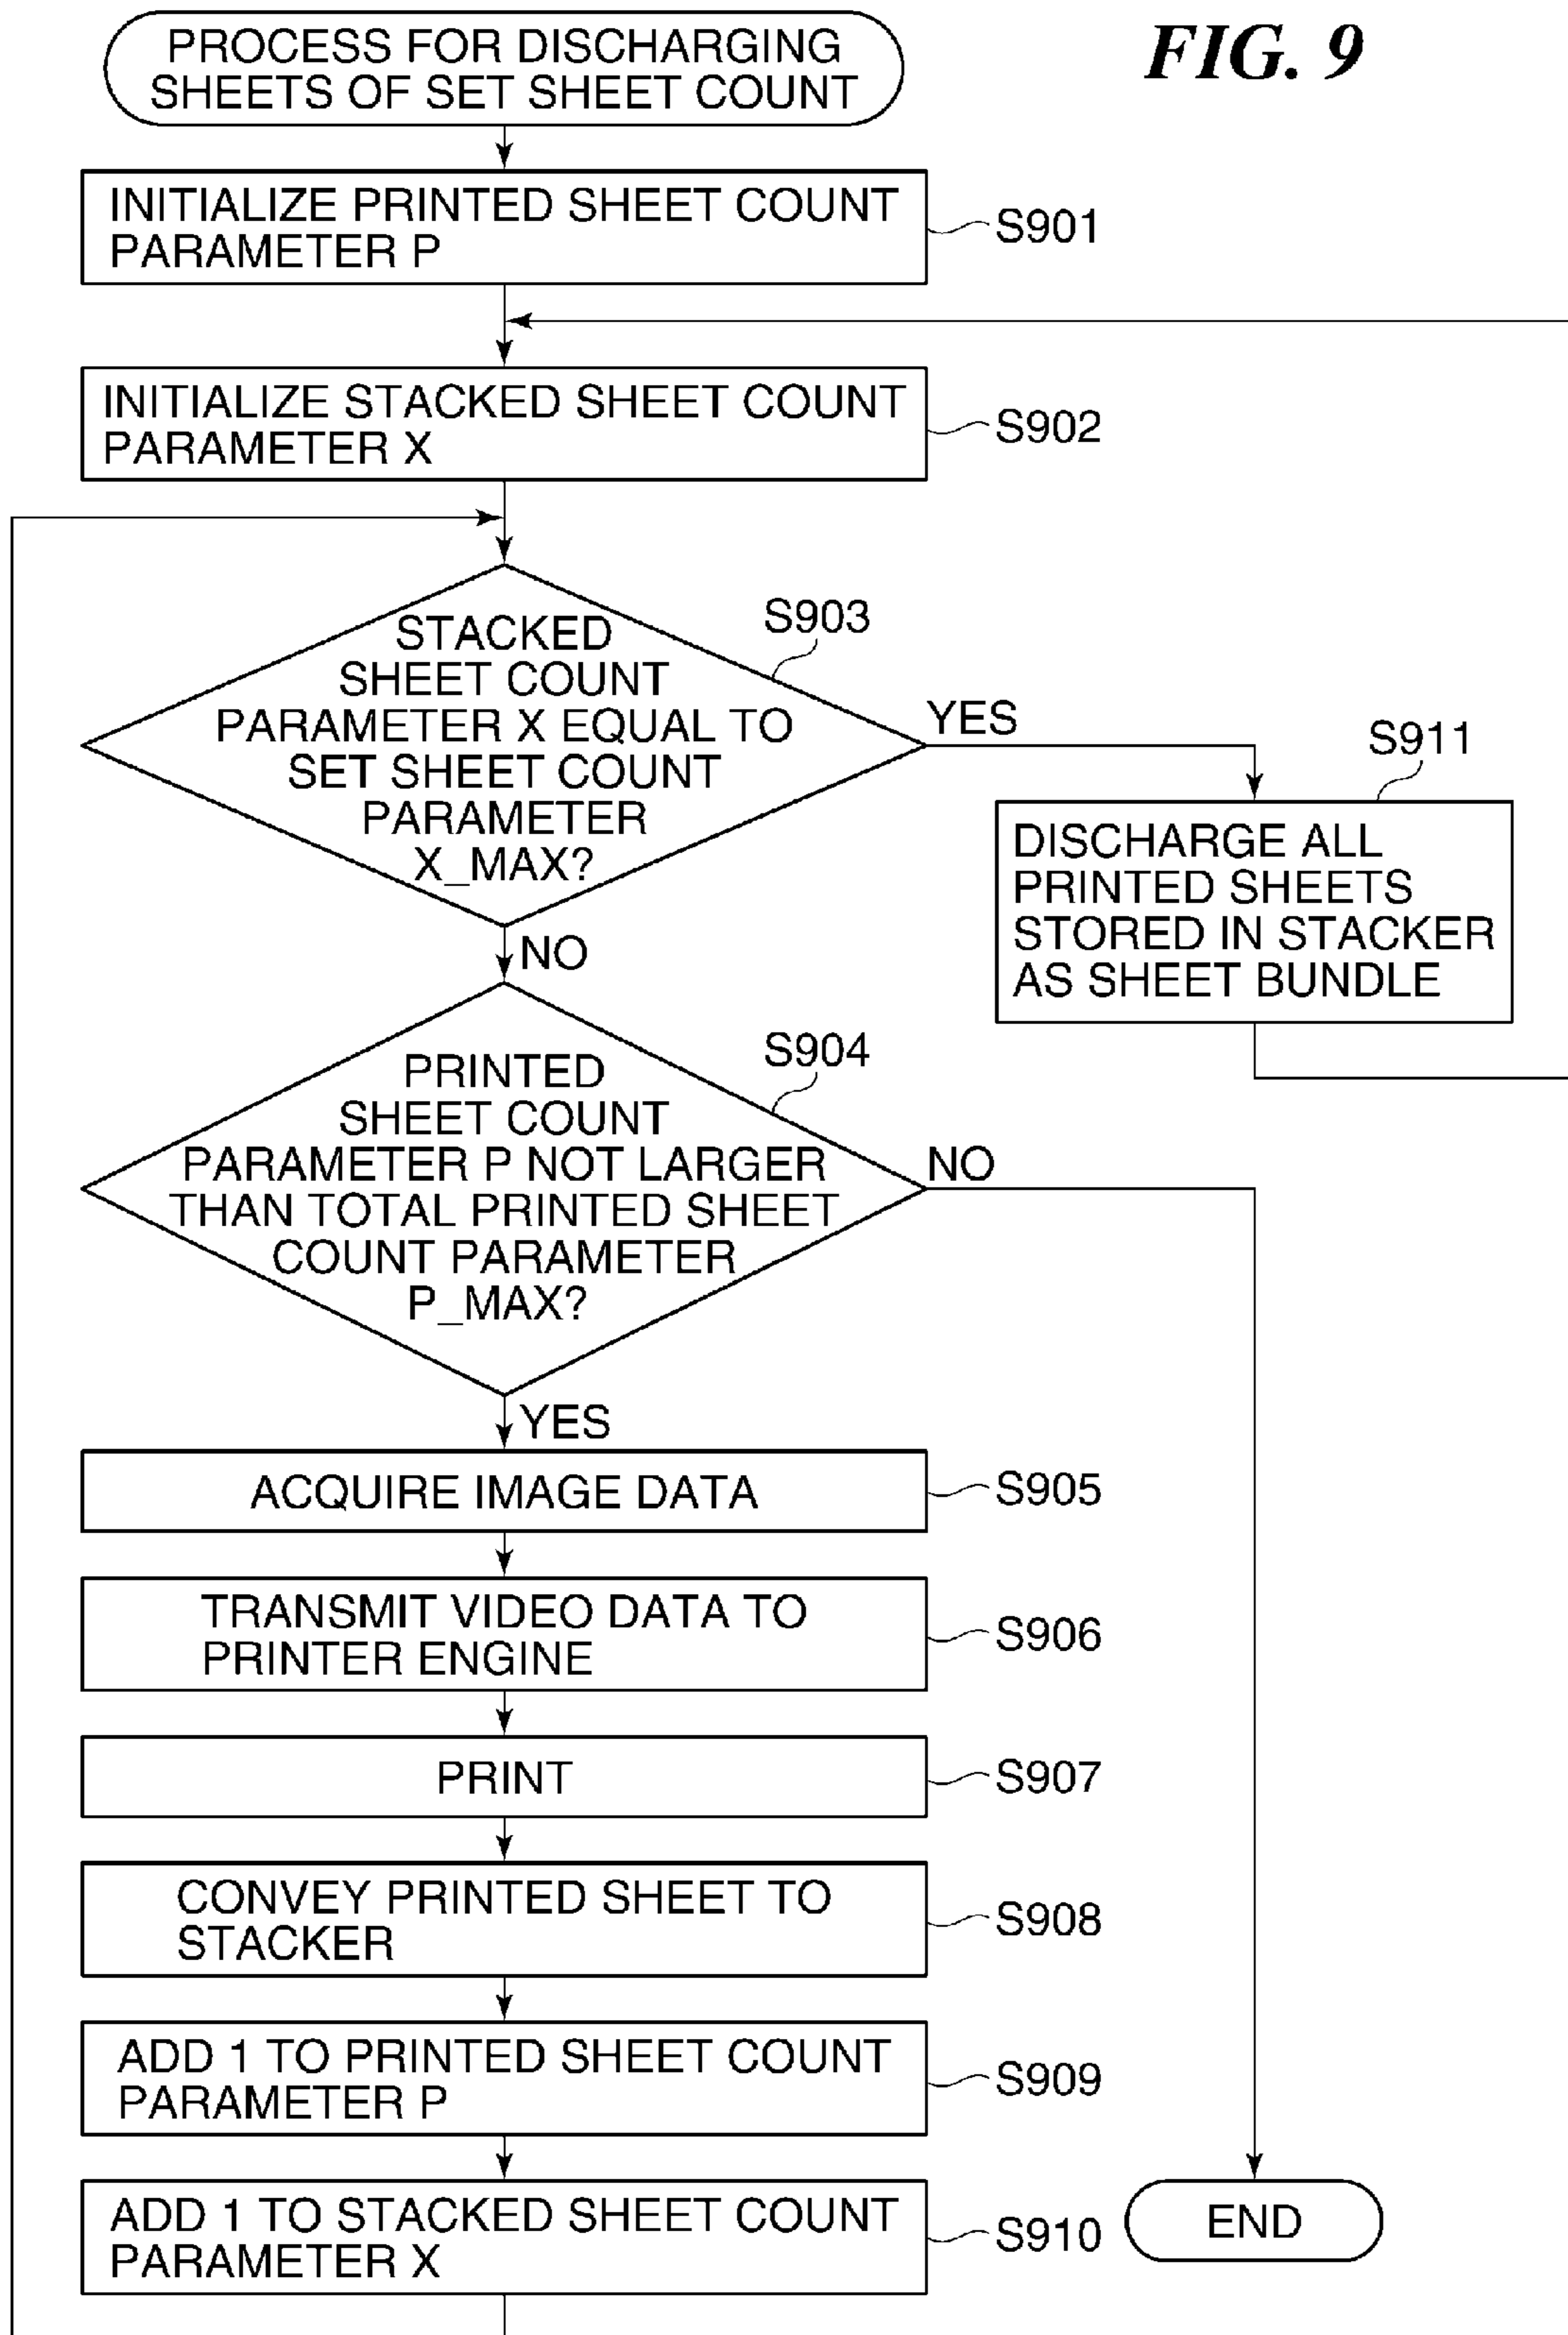 FIG. 9
PROCESS FOR DISCHARGING
SHEETS OF SET SHEET COUNT
INITIALIZE PRINTED SHEET COUNT
PARAMETER P
S901
INITIALIZE STACKED SHEET COUNT
PARAMETER X
S902
STACKED
SHEET COUNT
PARAMETER X EQUAL TO
SET SHEET COUNT
PARAMETER
X_MAX?
S903
YES
NO
S911
DISCHARGE ALL
PRINTED SHEETS
STORED IN STACKER
AS SHEET BUNDLE
PRINTED
SHEET COUNT
PARAMETER P NOT LARGER
THAN TOTAL PRINTED SHEET
COUNT PARAMETER
P_MAX?
S904
NO
YES
ACQUIRE IMAGE DATA
S905
TRANSMIT VIDEO DATA TO
PRINTER ENGINE
S906
PRINT
S907
CONVEY PRINTED SHEET TO
STACKER
S908
ADD 1 TO PRINTED SHEET COUNT
PARAMETER P
S909
ADD 1 TO STACKED SHEET COUNT
PARAMETER X
S910
END